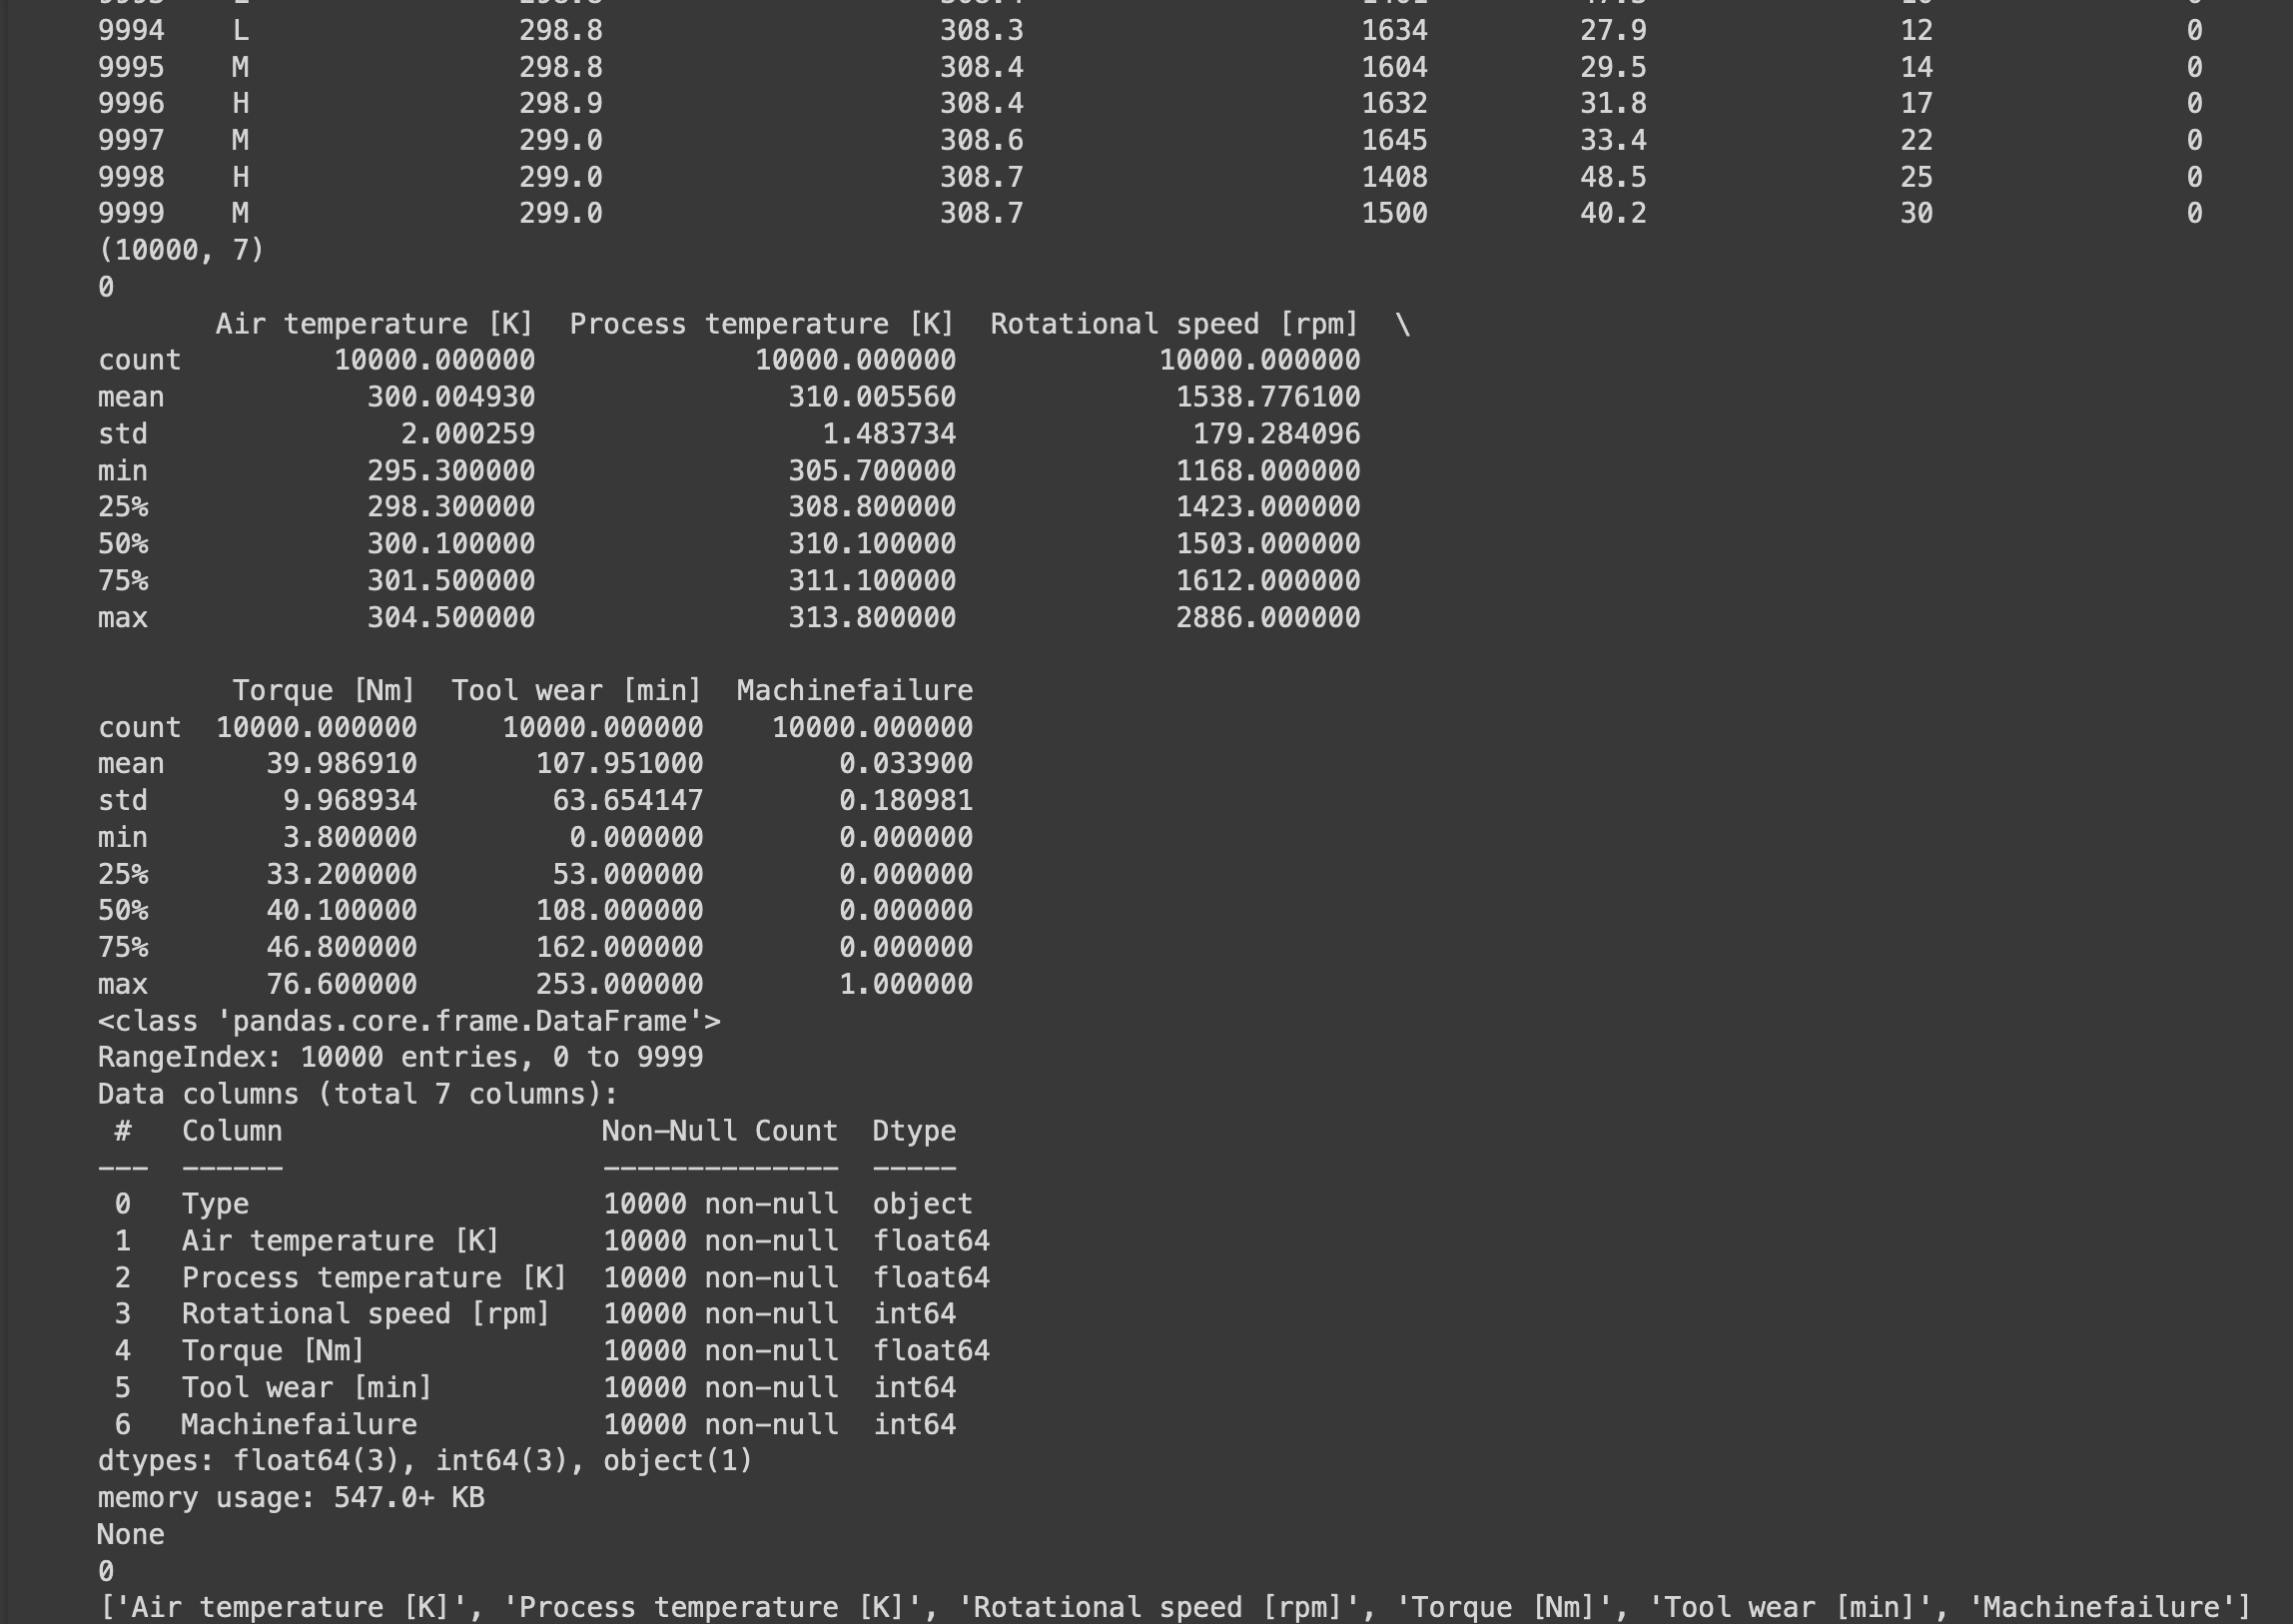 9994 L 298.8 308.3 1634 27.9 12 0
9995 M 298.8 308.4 1604 29.5 14 0
9996 H 298.9 308.4 1632 31.8 17 0
9997 M 299.0 308.6 1645 33.4 22 0
9998 H 299.0 308.7 1408 48.5 25 0
9999 M 299.0 308.7 1500 40.2 30 0
(10000, 7)
0
Air temperature [K] Process temperature [K] Rotational speed [rpm] \
count 10000.000000 10000.000000 10000.000000
mean 300.004930 310.005560 1538.776100
std 2.000259 1.483734 179.284096
min 295.300000 305.700000 1168.000000
25% 298.300000 308.800000 1423.000000
50% 300.100000 310.100000 1503.000000
75% 301.500000 311.100000 1612.000000
max 304.500000 313.800000 2886.000000
Torque [Nm] Tool wear [min] Machinefailure
count 10000.000000 10000.000000 10000.000000
mean 39.986910 107.951000 0.033900
std 9.968934 63.654147 0.180981
min 3.800000 0.000000 0.000000
25% 33.200000 53.000000 0.000000
50% 40.100000 108.000000 0.000000
75% 46.800000 162.000000 0.000000
max 76.600000 253.000000 1.000000
<class 'pandas.core.frame.DataFrame'>
RangeIndex: 10000 entries, 0 to 9999
Data columns (total 7 columns):
# Column Non-Null Count Dtype
--- ------ -------------- -----
0 Type 10000 non-null object
1 Air temperature [K] 10000 non-null float64
2 Process temperature [K] 10000 non-null float64
3 Rotational speed [rpm] 10000 non-null int64
4 Torque [Nm] 10000 non-null float64
5 Tool wear [min] 10000 non-null int64
6 Machinefailure 10000 non-null int64
dtypes: float64(3), int64(3), object(1)
memory usage: 547.0+ KB
None
0
['Air temperature [K]', 'Process temperature [K]', 'Rotational speed [rpm]', 'Torque [Nm]', 'Tool wear [min]', 'Machinefailure']